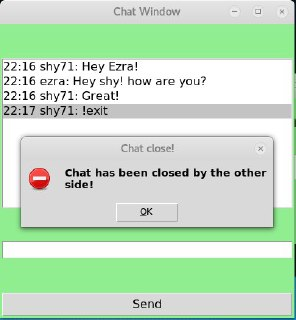 Chat Window
22:16 shy71: Hey Ezra!
22:16 ezra: Hey shy! how are you?
22:16 shy71: Great!
22:17 shy71: !exit
Chat close!
Chat has been closed by the other
side!
OK
Send